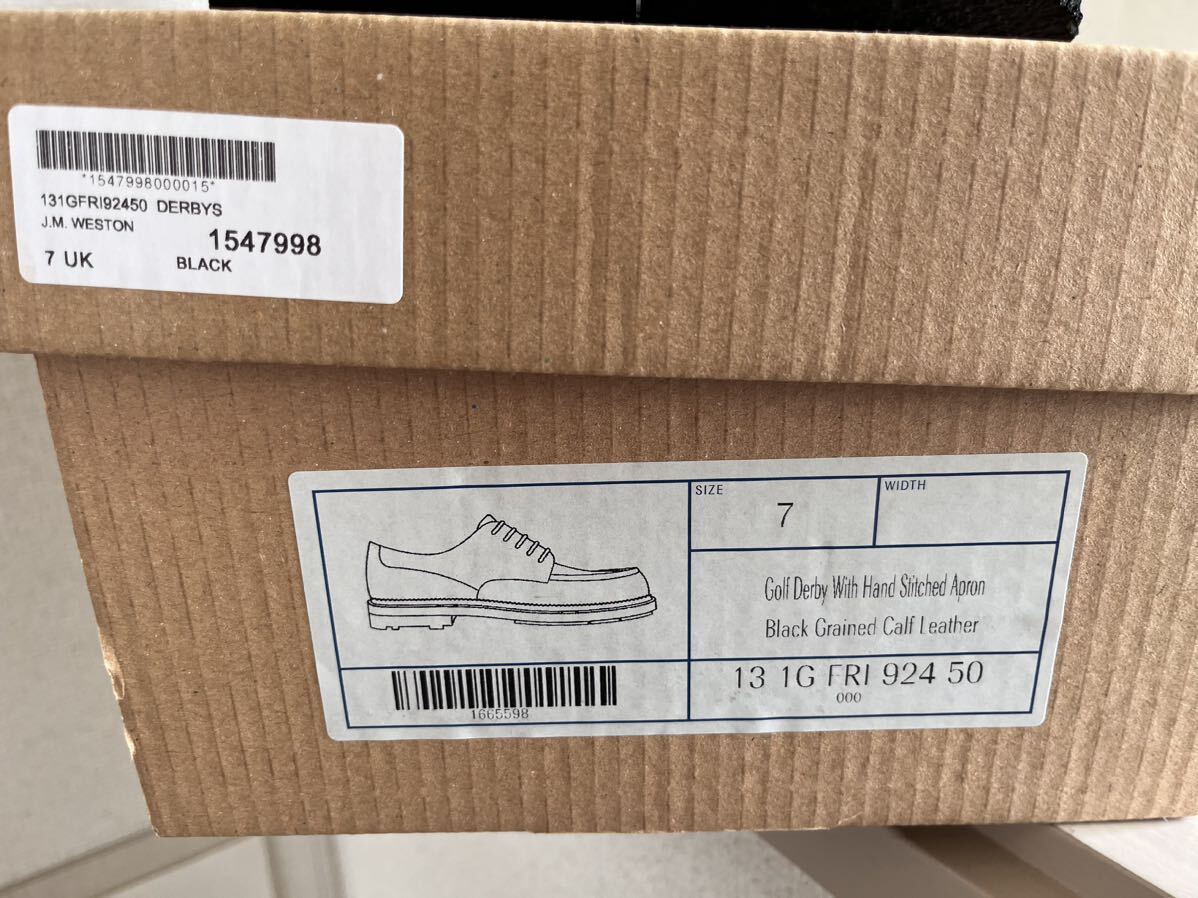 *1547998000015*
131GFRI92450 DERBYS
J.M. WESTON
1547998
7 UK
BLACK
SIZE
7
WIDTH
Golf Derby With Hand Stitched Apron
Black Grained Calf Leather
13 1G FRI 924 50
000
1665598